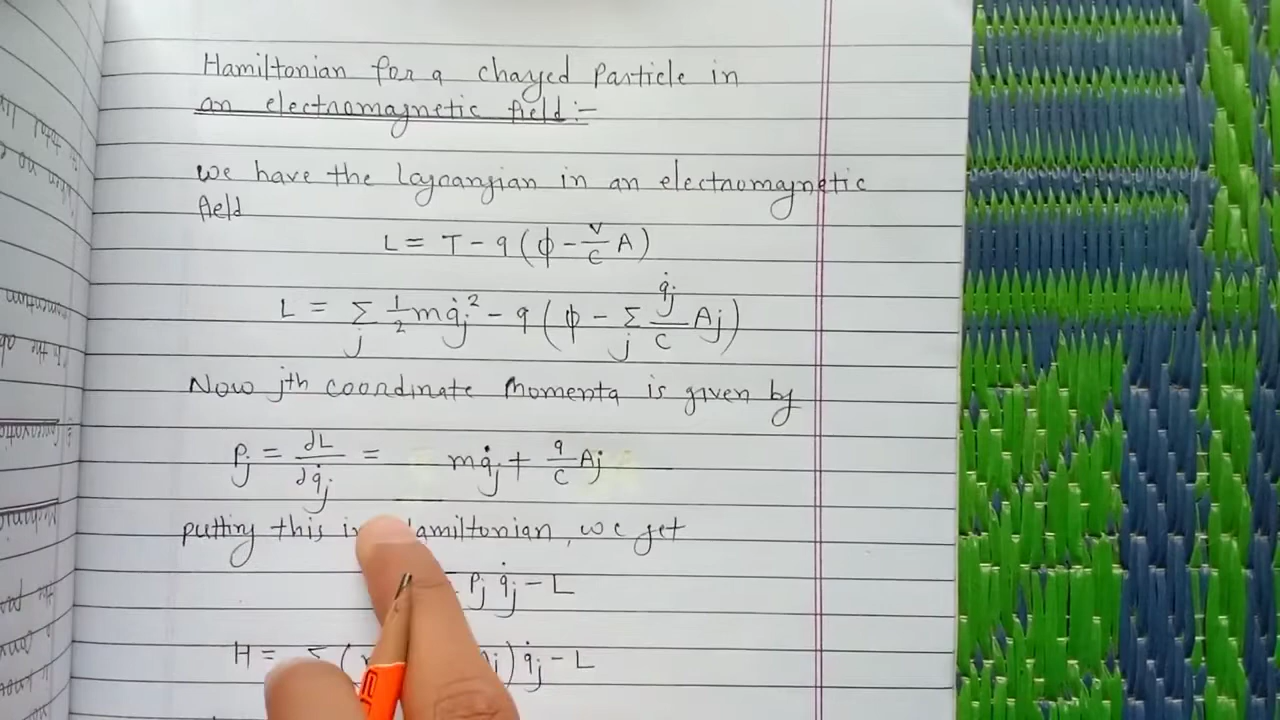 Hamiltonian for a charged Particle in
an electromagnetic field :-
we have the Lagrangian in an electromagnetic
field
L = T - q (ϕ - v/c A)
L = Σ_j 1/2 m q̇_j² - q (ϕ - Σ_j q̇_j/c A_j)
Now jth coordinate momenta is given by
P_j = ∂L/∂q̇_j = m q̇_j + q/c A_j
putting this in Hamiltonian, we get
P_j q̇_j - L
H = Σ ( ) q̇_j - L